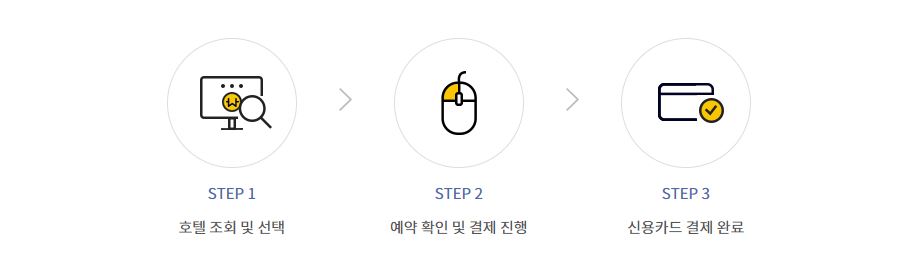 STEP 1
호텔 조회 및 선택
STEP 2
예약 확인 및 결제 진행
STEP 3
신용카드 결제 완료